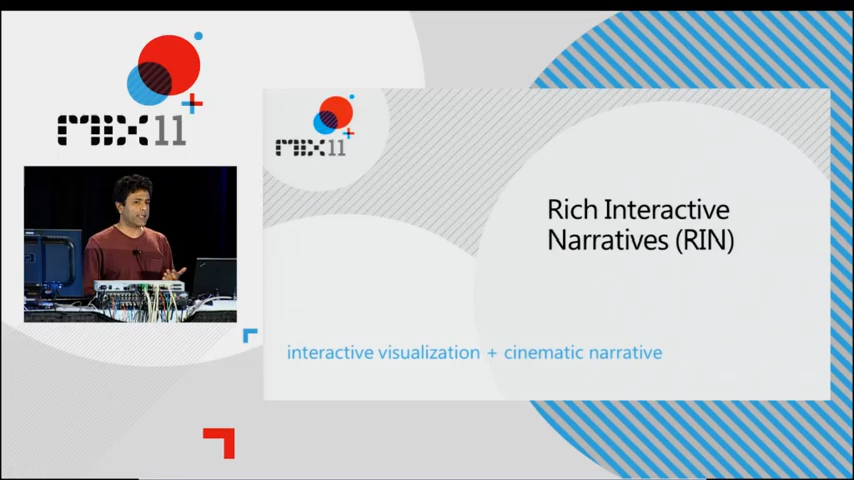 MIX11
MIX11
Rich Interactive
Narratives (RIN)
interactive visualization + cinematic narrative